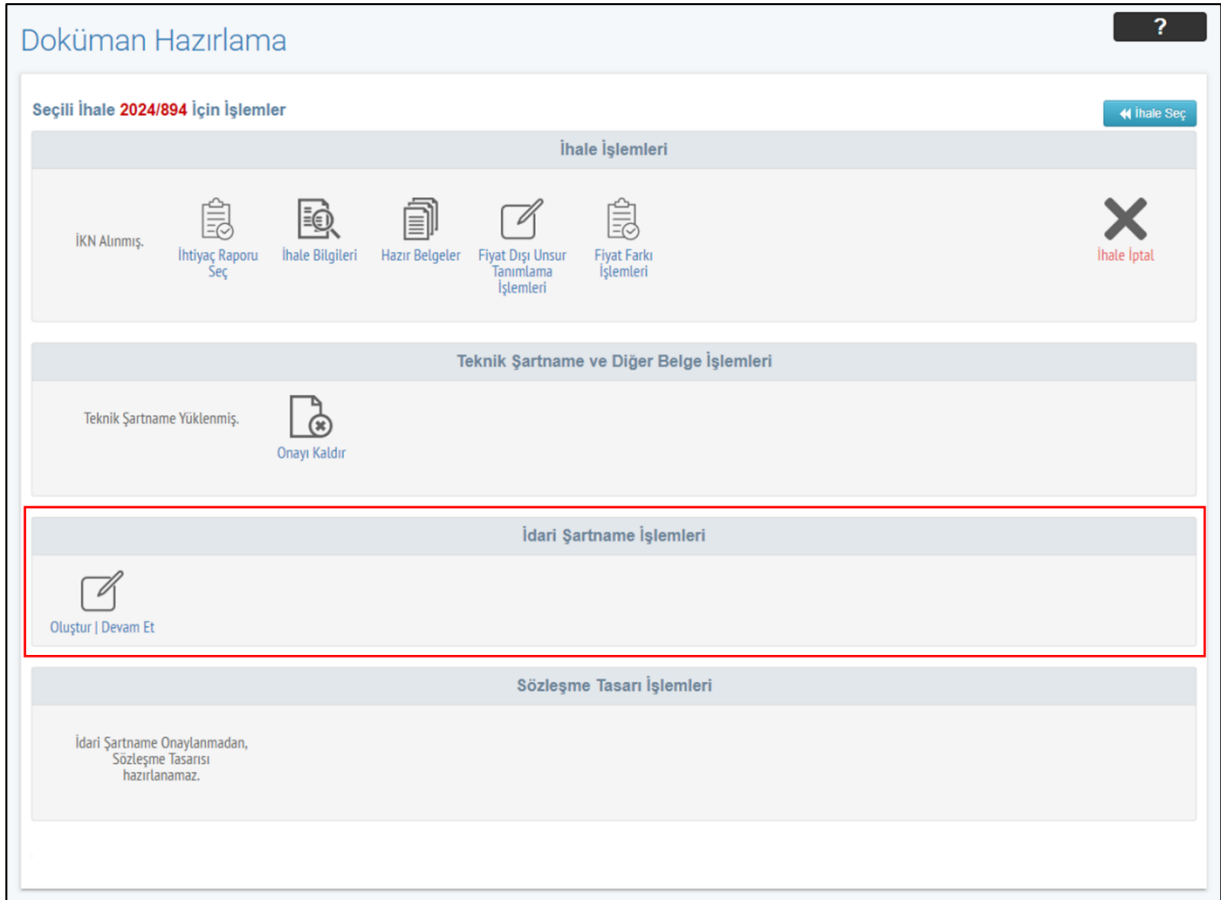 ?
Doküman Hazırlama
Seçili İhale 2024/894 İçin İşlemler
İhale Seç
İhale İşlemleri
İKN Alınmış.
İhtiyaç Raporu
Seç
İhale Bilgileri
Hazır Belgeler
Fiyat Dışı Unsur
Tanımlama
İşlemleri
Fiyat Farkı
İşlemleri
İhale İptal
Teknik Şartname ve Diğer Belge İşlemleri
Teknik Şartname Yüklenmiş.
Onayı Kaldır
İdari Şartname İşlemleri
Oluştur | Devam Et
Sözleşme Tasarı İşlemleri
İdari Şartname Onaylanmadan,
Sözleşme Tasarısı
hazırlanamaz.